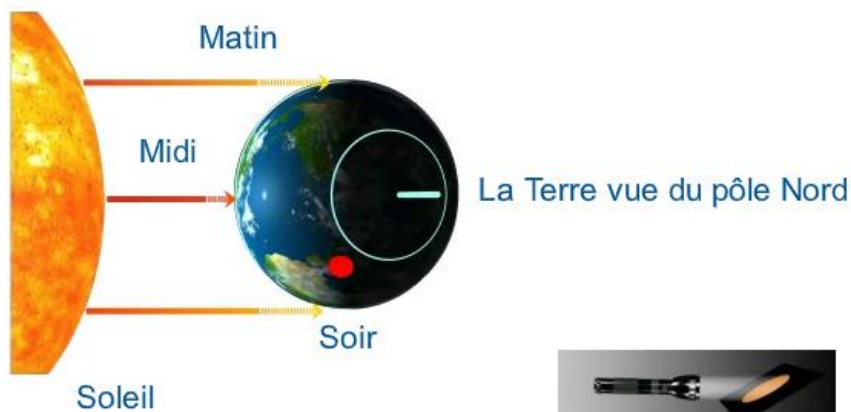 Matin
Midi
La Terre vue du pôle Nord
Soir
Soleil